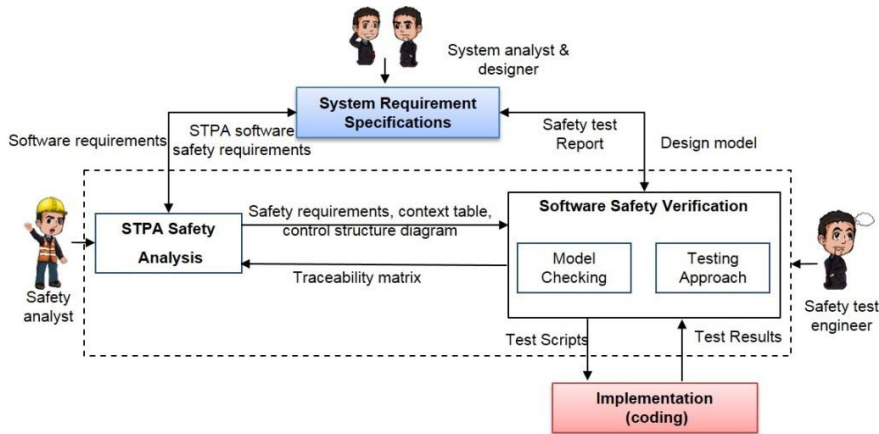 System analyst &
designer
System Requirement
Specifications
Software requirements
STPA software
safety requirements
Safety test
Report
Design model
Safety requirements, context table,
control structure diagram
STPA Safety
Analysis
Traceability matrix
Software Safety Verification
Model
Checking
Testing
Approach
Safety
analyst
Safety test
engineer
Test Scripts
Test Results
Implementation
(coding)